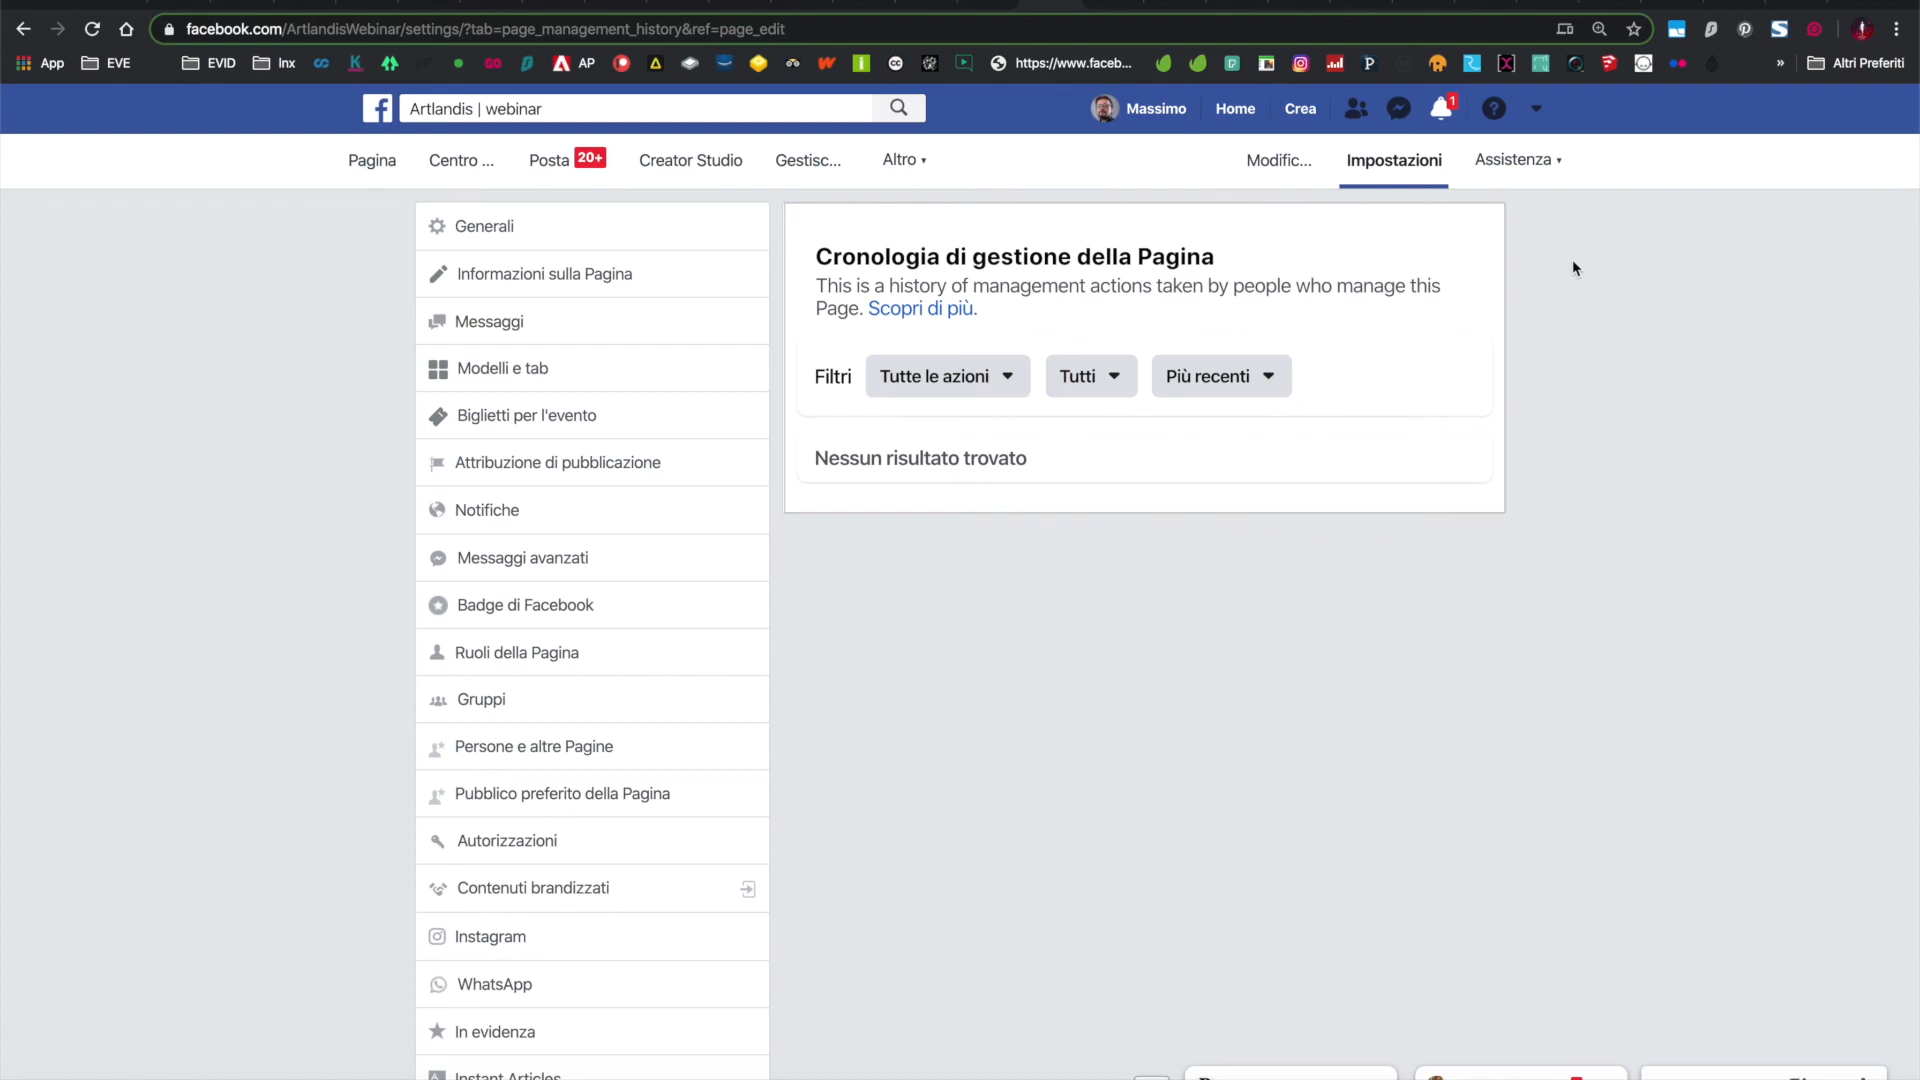 facebook.com/ArtlandisWebinar/settings/?tab=page_management_history&ref=page_edit
App EVE EVID Inx AP https://www.faceb... » Altri Preferiti
Artlandis | webinar
Massimo Home Crea 1
Pagina Centro ... Posta 20+ Creator Studio Gestisc... Altro Modific... Impostazioni Assistenza
Generali
Informazioni sulla Pagina
Messaggi
Modelli e tab
Biglietti per l'evento
Attribuzione di pubblicazione
Notifiche
Messaggi avanzati
Badge di Facebook
Ruoli della Pagina
Gruppi
Persone e altre Pagine
Pubblico preferito della Pagina
Autorizzazioni
Contenuti brandizzati
Instagram
WhatsApp
In evidenza
Instant Articles
Cronologia di gestione della Pagina
This is a history of management actions taken by people who manage this
Page. Scopri di più.
Filtri Tutte le azioni Tutti Più recenti
Nessun risultato trovato